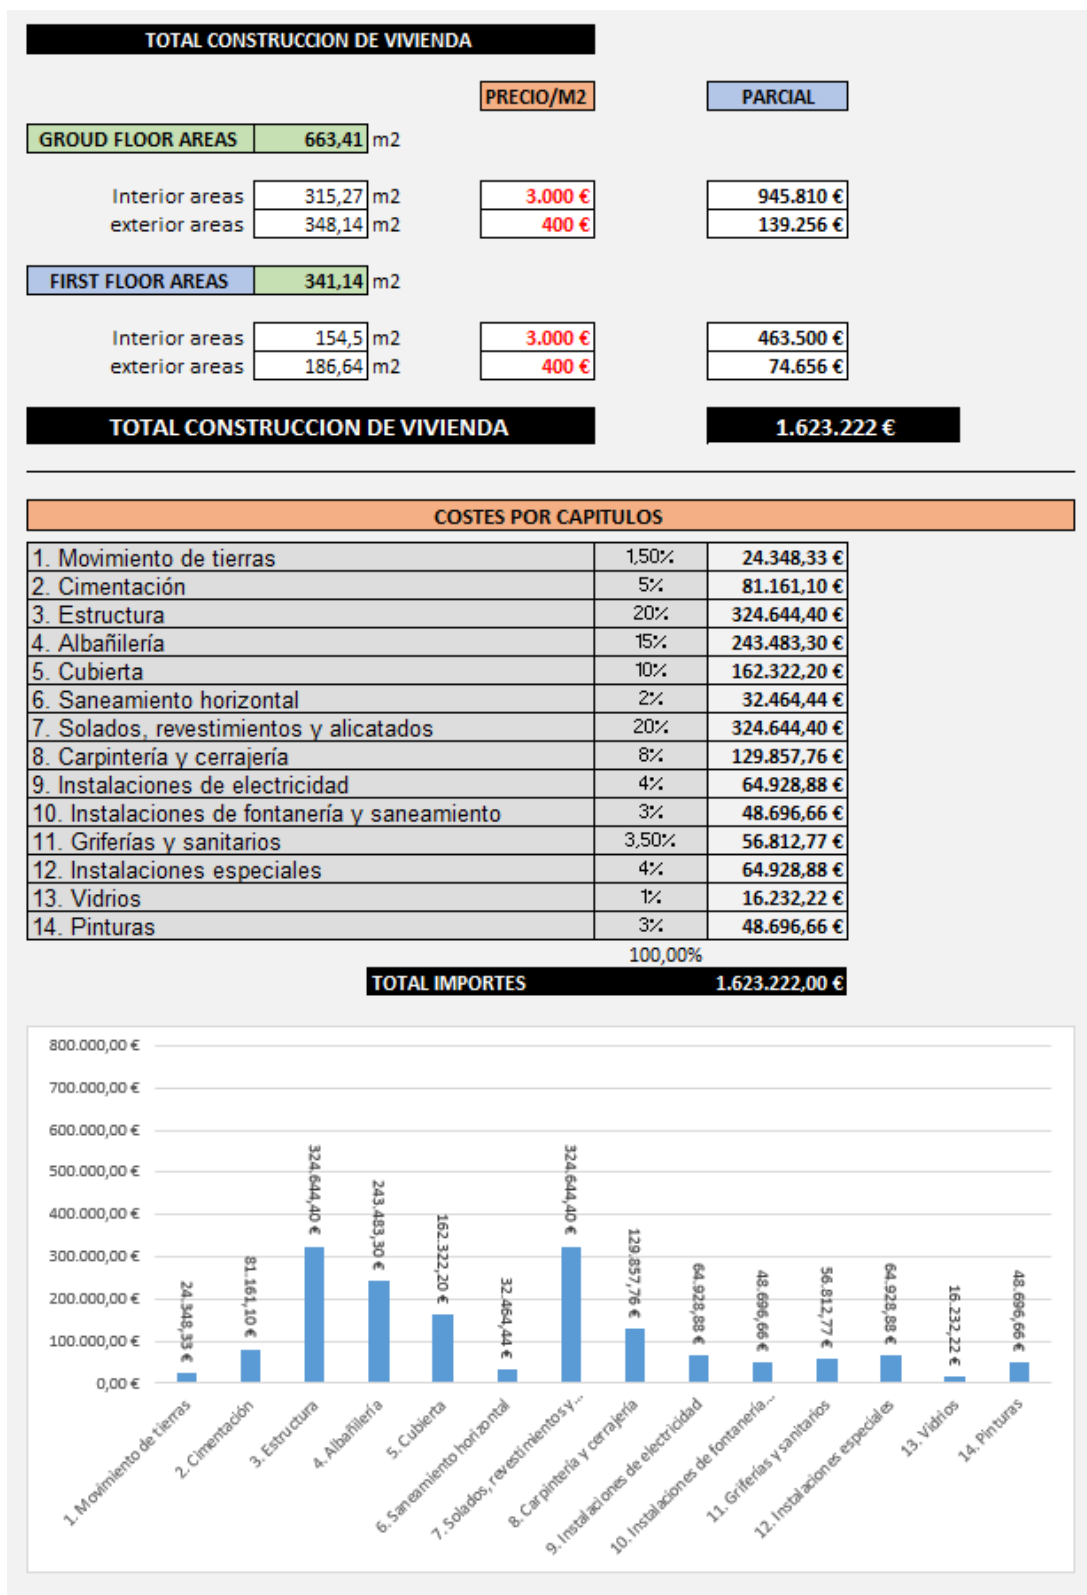 TOTAL CONSTRUCCION DE VIVIENDA
PRECIO/M2 PARCIAL
GROUD FLOOR AREAS 663,41 m2
Interior areas 315,27 m2 3.000 € 945.810 €
exterior areas 348,14 m2 400 € 139.256 €
FIRST FLOOR AREAS 341,14 m2
Interior areas 154,5 m2 3.000 € 463.500 €
exterior areas 186,64 m2 400 € 74.656 €
TOTAL CONSTRUCCION DE VIVIENDA 1.623.222 €
COSTES POR CAPITULOS
1. Movimiento de tierras 1,50% 24.348,33 €
2. Cimentación 5% 81.161,10 €
3. Estructura 20% 324.644,40 €
4. Albañilería 15% 243.483,30 €
5. Cubierta 10% 162.322,20 €
6. Saneamiento horizontal 2% 32.464,44 €
7. Solados, revestimientos y alicatados 20% 324.644,40 €
8. Carpintería y cerrajería 8% 129.857,76 €
9. Instalaciones de electricidad 4% 64.928,88 €
10. Instalaciones de fontanería y saneamiento 3% 48.696,66 €
11. Griferías y sanitarios 3,50% 56.812,77 €
12. Instalaciones especiales 4% 64.928,88 €
13. Vidrios 1% 16.232,22 €
14. Pinturas 3% 48.696,66 €
100,00%
TOTAL IMPORTES 1.623.222,00 €
800.000,00 €
700.000,00 €
600.000,00 €
500.000,00 €
400.000,00 €
300.000,00 €
200.000,00 €
100.000,00 €
0,00 €
24.348,33 €
81.161,10 €
324.644,40 €
243.483,30 €
162.322,20 €
32.464,44 €
324.644,40 €
129.857,76 €
64.928,88 €
48.696,66 €
56.812,77 €
64.928,88 €
16.232,22 €
48.696,66 €
1. Movimiento de tierras
2. Cimentación
3. Estructura
4. Albañilería
5. Cubierta
6. Saneamiento horizontal
7. Solados, revestimientos y...
8. Carpintería y cerrajería
9. Instalaciones de electricidad
10. Instalaciones de fontanería...
11. Griferías y sanitarios
12. Instalaciones especiales
13. Vidrios
14. Pinturas